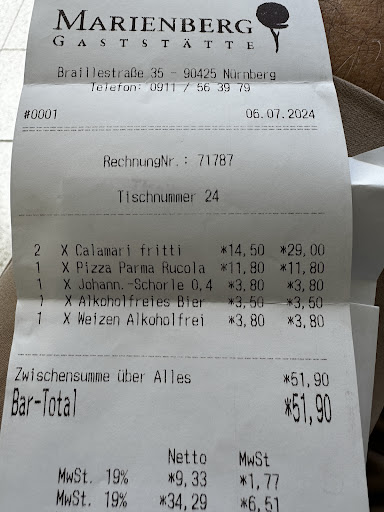 MARIENBERG
GASTSTÄTTE
Braillestraße 35 - 90425 Nürnberg
Telefon: 0911 / 56 39 79
#0001 06.07.2024
RechnungNr.: 71787
Tischnummer 24
2 X Calamari fritti *14,50 *29,00
1 X Pizza Parma Rucola *11,80 *11,80
1 X Johann.-Schorle 0,4 *3,80 *3,80
1 X Alkoholfreies Bier *3,50 *3,50
1 X Weizen Alkoholfrei *3,80 *3,80
Zwischensumme über Alles *51,90
Bar-Total *51,90
Netto MwSt
MwSt. 19% *9,33 *1,77
MwSt. 19% *34,29 *6,51